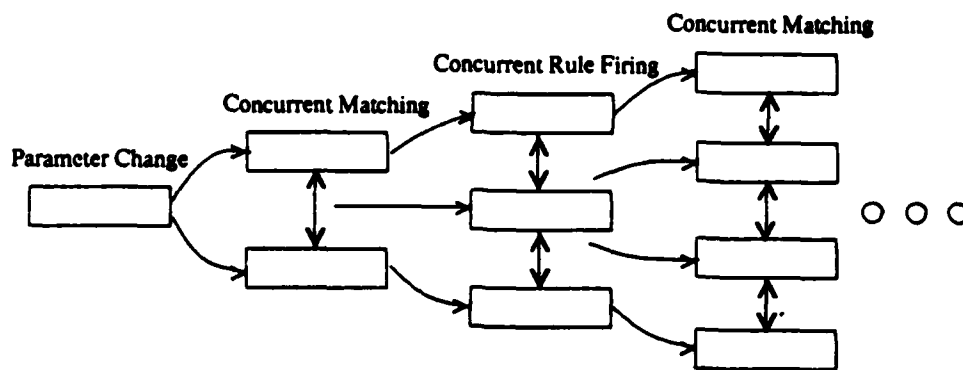 Concurrent Matching
Concurrent Rule Firing
Concurrent Matching
Parameter Change